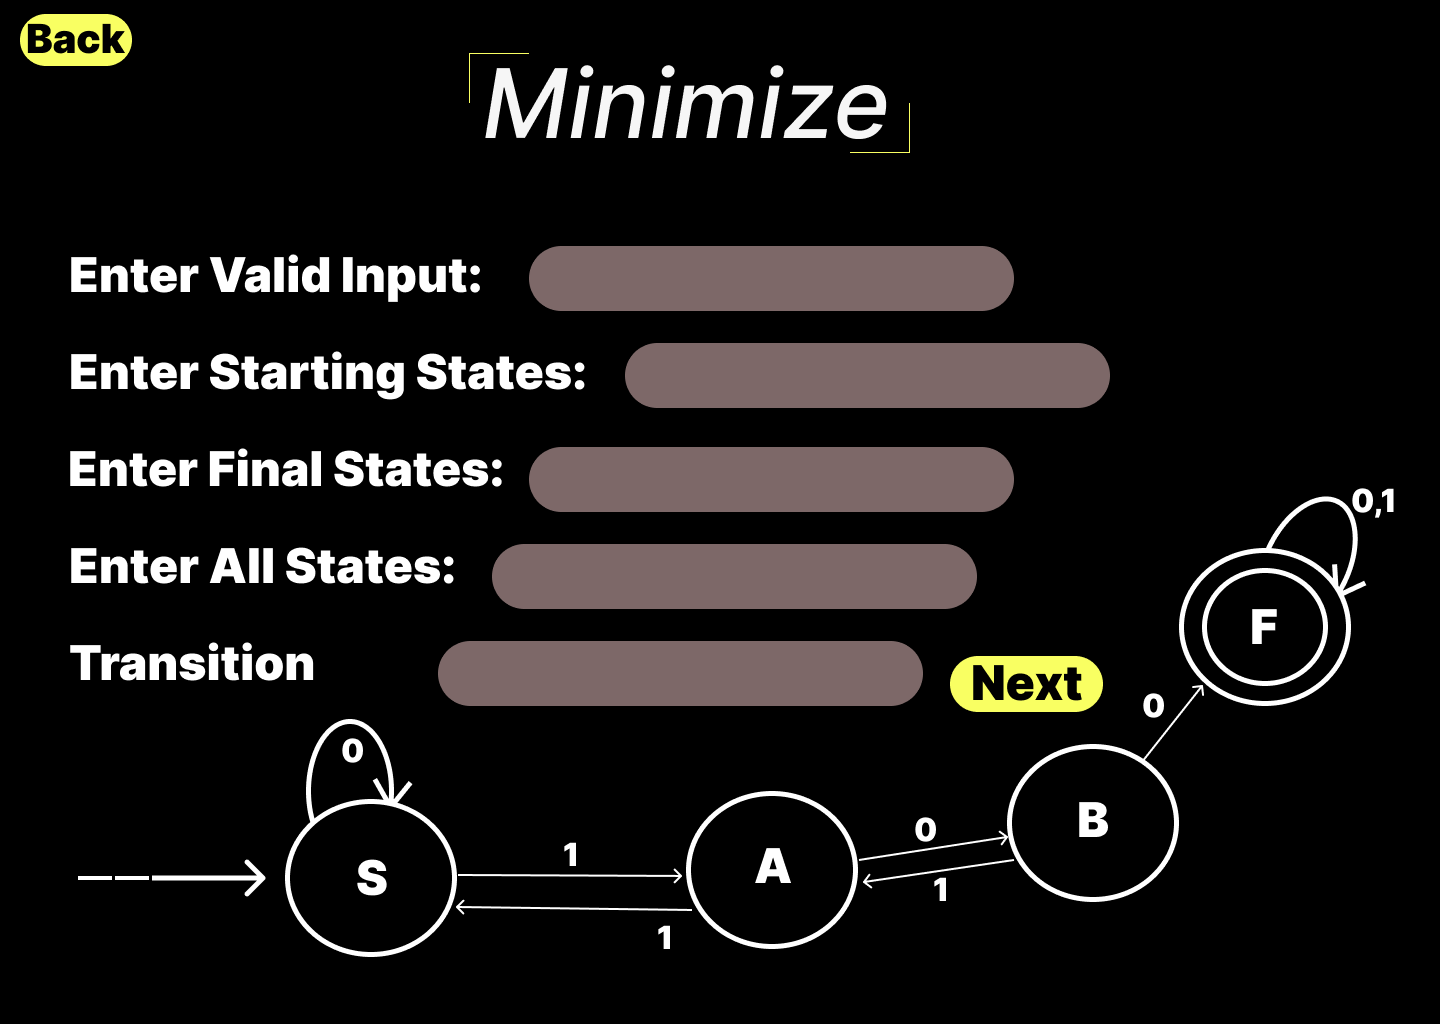 Back
Minimize
Enter Valid Input:
Enter Starting States:
Enter Final States:
Enter All States:
Transition
Next
0,1
F
0
0
B
0
1
S
1
A
1